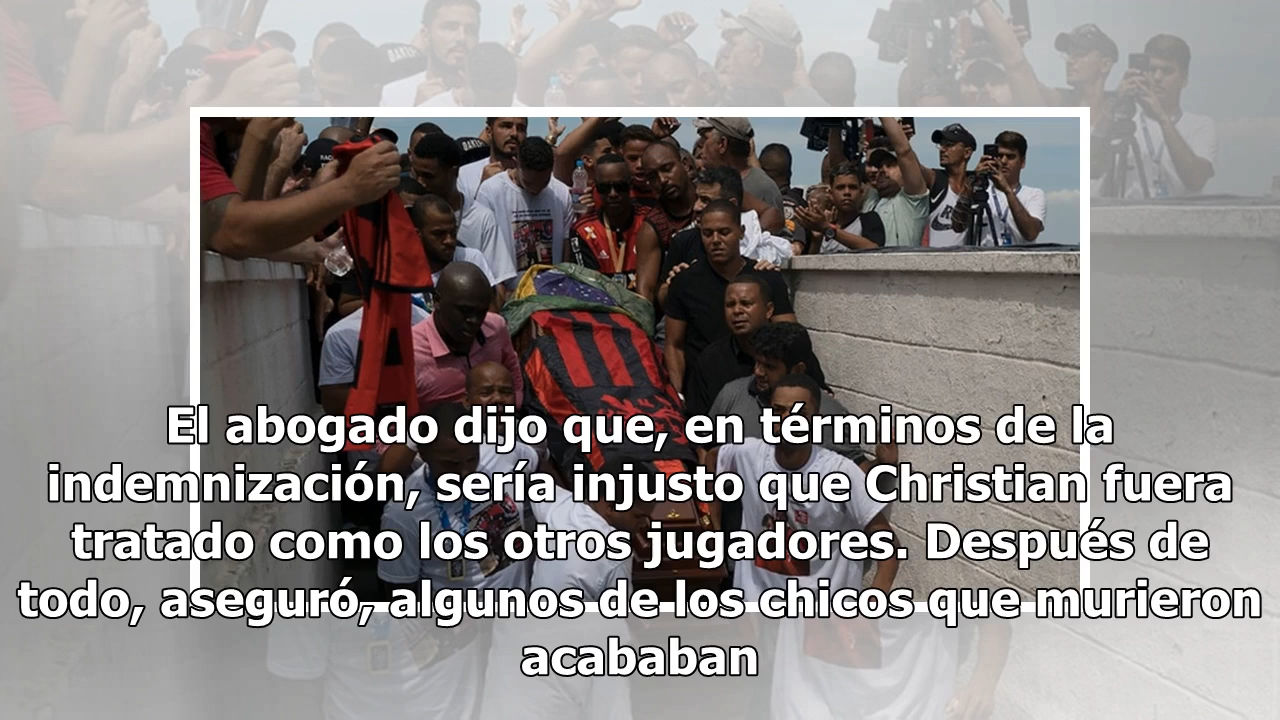 El abogado dijo que, en términos de la
indemnización, sería injusto que Christian fuera
tratado como los otros jugadores. Después de
todo, aseguró, algunos de los chicos que murieron
acababan